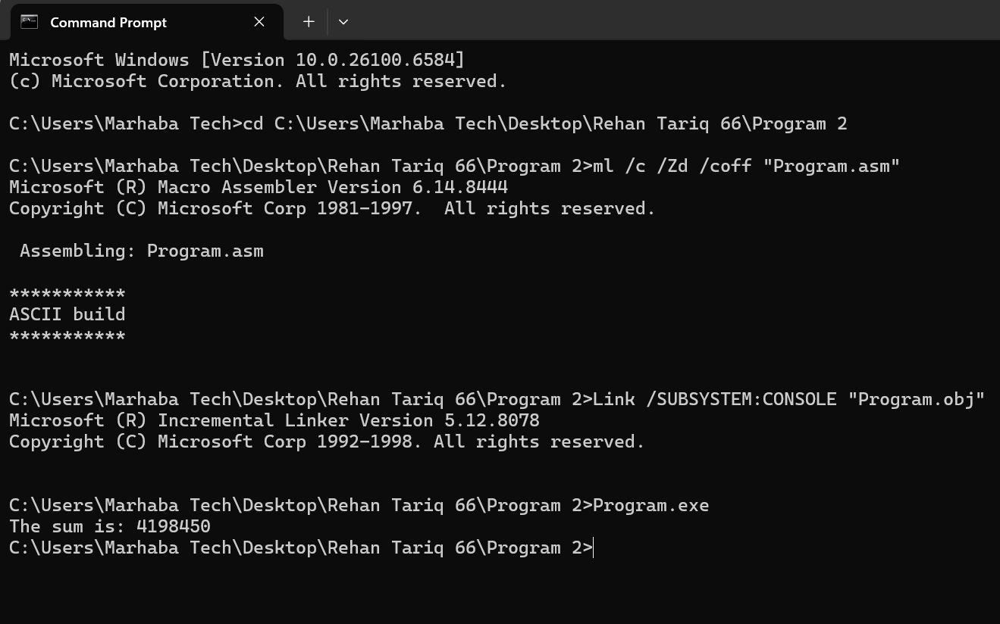 Command Prompt
Microsoft Windows [Version 10.0.26100.6584]
(c) Microsoft Corporation. All rights reserved.
C:\Users\Marhaba Tech>cd C:\Users\Marhaba Tech\Desktop\Rehan Tariq 66\Program 2
C:\Users\Marhaba Tech\Desktop\Rehan Tariq 66\Program 2>ml /c /Zd /coff "Program.asm"
Microsoft (R) Macro Assembler Version 6.14.8444
Copyright (C) Microsoft Corp 1981-1997.  All rights reserved.
 Assembling: Program.asm
***********
ASCII build
***********
C:\Users\Marhaba Tech\Desktop\Rehan Tariq 66\Program 2>Link /SUBSYSTEM:CONSOLE "Program.obj"
Microsoft (R) Incremental Linker Version 5.12.8078
Copyright (C) Microsoft Corp 1992-1998. All rights reserved.
C:\Users\Marhaba Tech\Desktop\Rehan Tariq 66\Program 2>Program.exe
The sum is: 4198450
C:\Users\Marhaba Tech\Desktop\Rehan Tariq 66\Program 2>